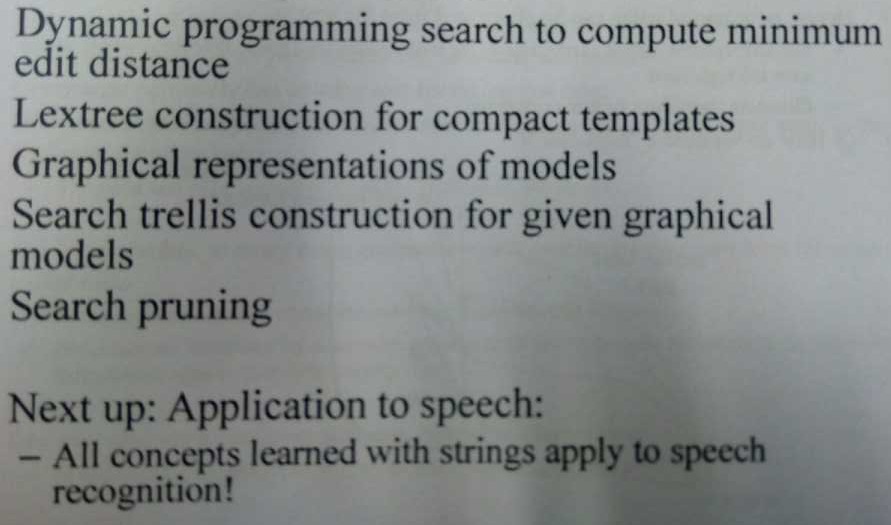 Dynamic programming search to compute minimum
edit distance
Lextree construction for compact templates
Graphical representations of models
Search trellis construction for given graphical
models
Search pruning
Next up: Application to speech:
– All concepts learned with strings apply to speech
recognition!